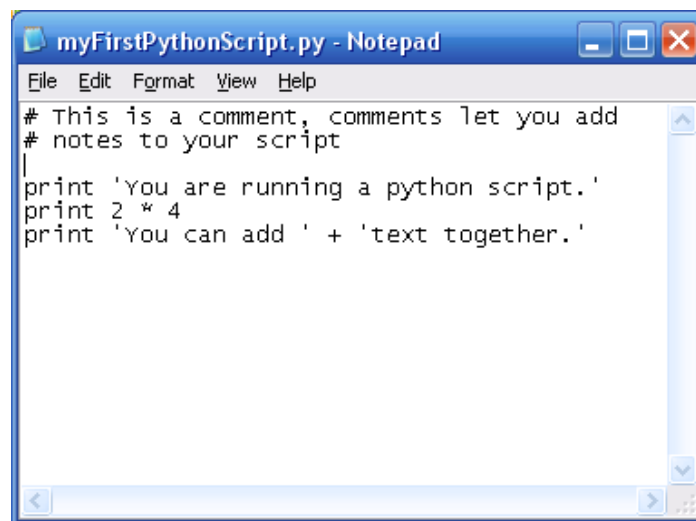 myFirstPythonScript.py - Notepad
File Edit Format View Help
# This is a comment, comments let you add
# notes to your script
print 'You are running a python script.'
print 2 * 4
print 'You can add ' + 'text together.'